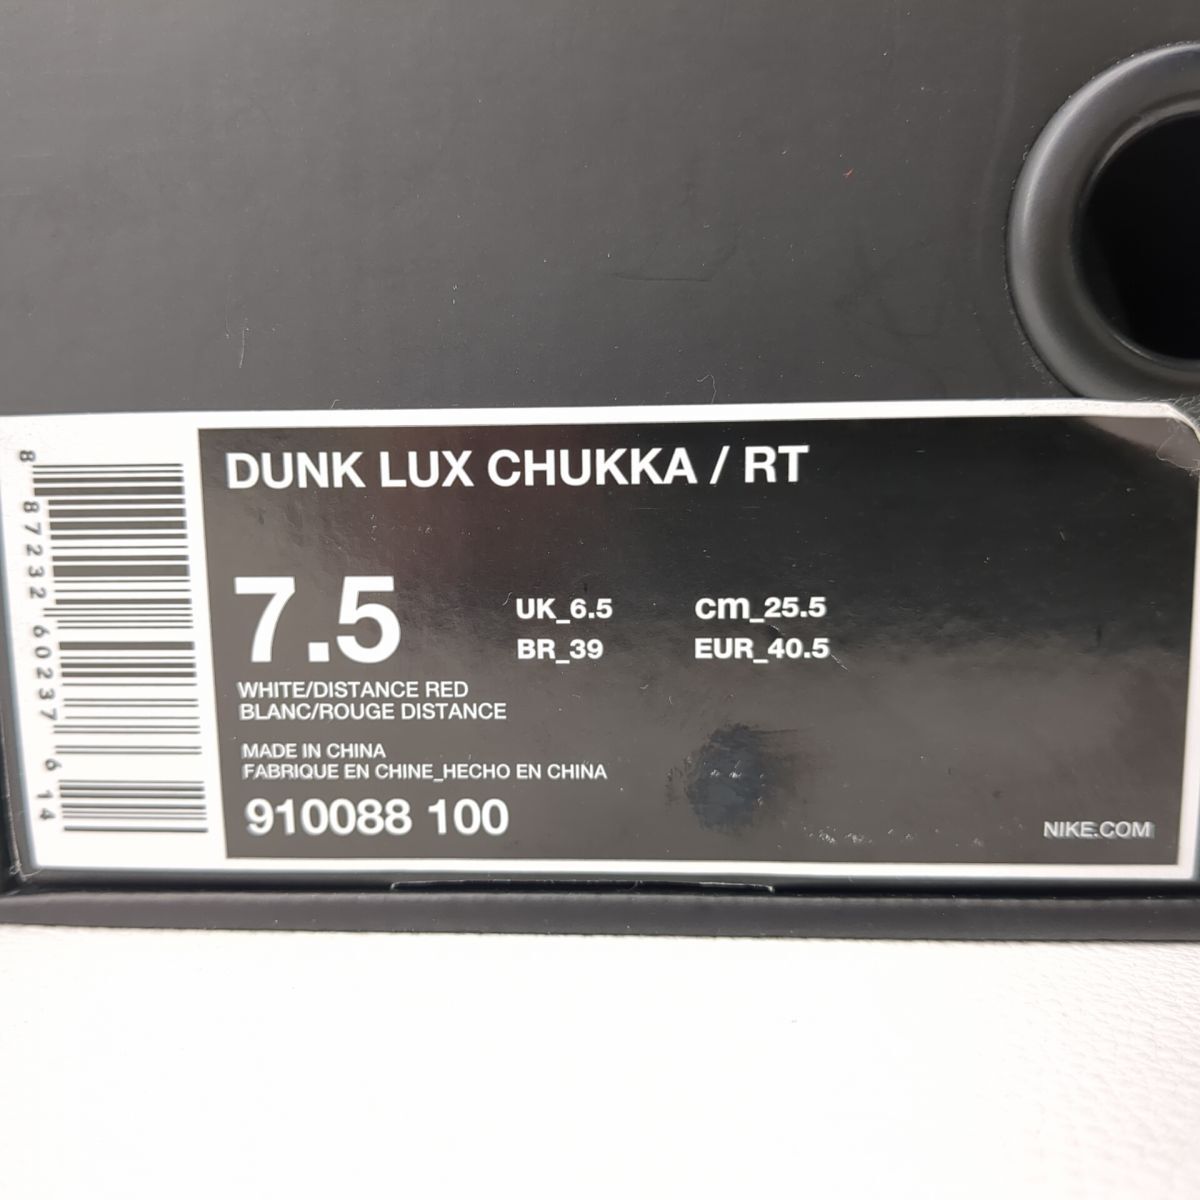 DUNK LUX CHUKKA / RT
7.5
UK_6.5 cm_25.5
BR_39 EUR_40.5
WHITE/DISTANCE RED
BLANC/ROUGE DISTANCE
MADE IN CHINA
FABRIQUE EN CHINE_HECHO EN CHINA
910088 100
NIKE.COM
8 87232 60237 6 14